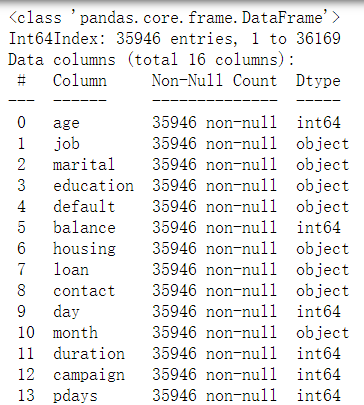 <class 'pandas.core.frame.DataFrame'>
Int64Index: 35946 entries, 1 to 36169
Data columns (total 16 columns):
 #   Column     Non-Null Count  Dtype
---  ------     --------------  -----
 0   age        35946 non-null  int64
 1   job        35946 non-null  object
 2   marital    35946 non-null  object
 3   education  35946 non-null  object
 4   default    35946 non-null  object
 5   balance    35946 non-null  int64
 6   housing    35946 non-null  object
 7   loan       35946 non-null  object
 8   contact    35946 non-null  object
 9   day        35946 non-null  int64
 10  month      35946 non-null  object
 11  duration   35946 non-null  int64
 12  campaign   35946 non-null  int64
 13  pdays      35946 non-null  int64